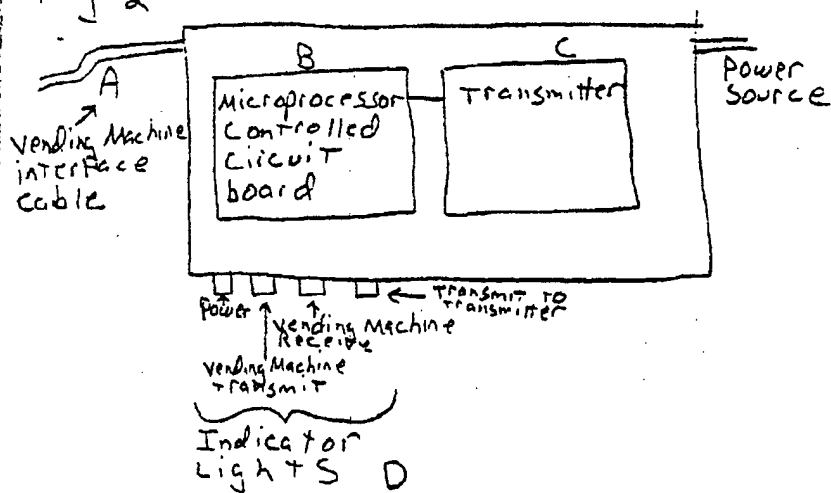 g 2
A
Vending Machine
interface
cable
B
Microprocessor
Controlled
Circuit
board
C
Transmitter
Power
Source
Power
Vending Machine
Transmit
Vending Machine
Receive
Transmit to
Transmitter
Indicator
Lights D